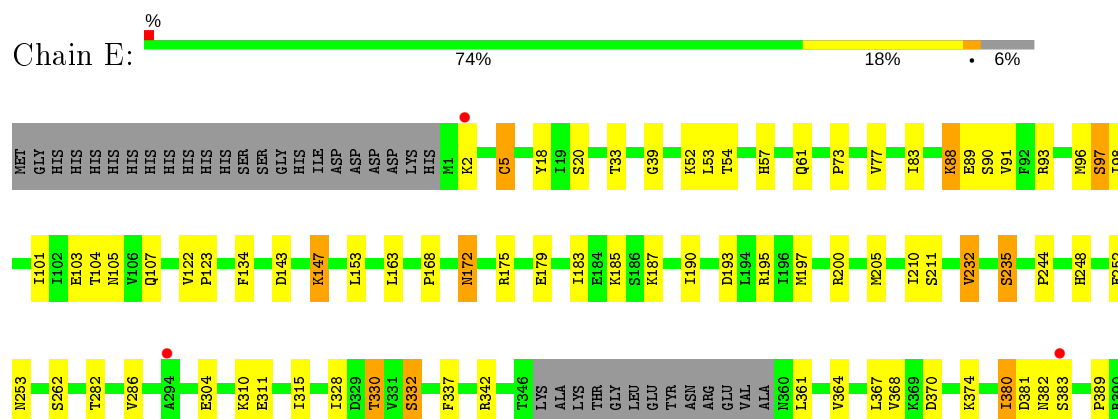 %
Chain E:
74%
18%
•
6%
MET GLY HIS HIS HIS HIS HIS HIS HIS HIS HIS HIS SER SER GLY HIS ILE ASP ASP ASP ASP LYS HIS M1 K2 C5 Y18 I19 S20 T33 G39 K52 L53 T54 H57 Q61 P73 V77 I83 K88 E89 S90 V91 F92 R93 M96 S97
I101 I102 E103 T104 N105 V106 Q107 V122 P123 F134 D143 K147 L153 L163 P168 N172 R175 E179 I183 E184 K185 S186 K187 I190 D193 L194 R195 I196 M197 R200 M205 I210 S211 V232 S235 P244 H248
N253 S262 T282 V286 A294 E304 K310 E311 I315 I328 D329 T330 V331 S332 F337 R342 T346 LYS ALA LYS THR GLY LEU GLU TYR ASN ARG GLU VAL ALA N360 L361 V364 L367 V368 K369 D370 K374 I380 D381 N382 S383 P389